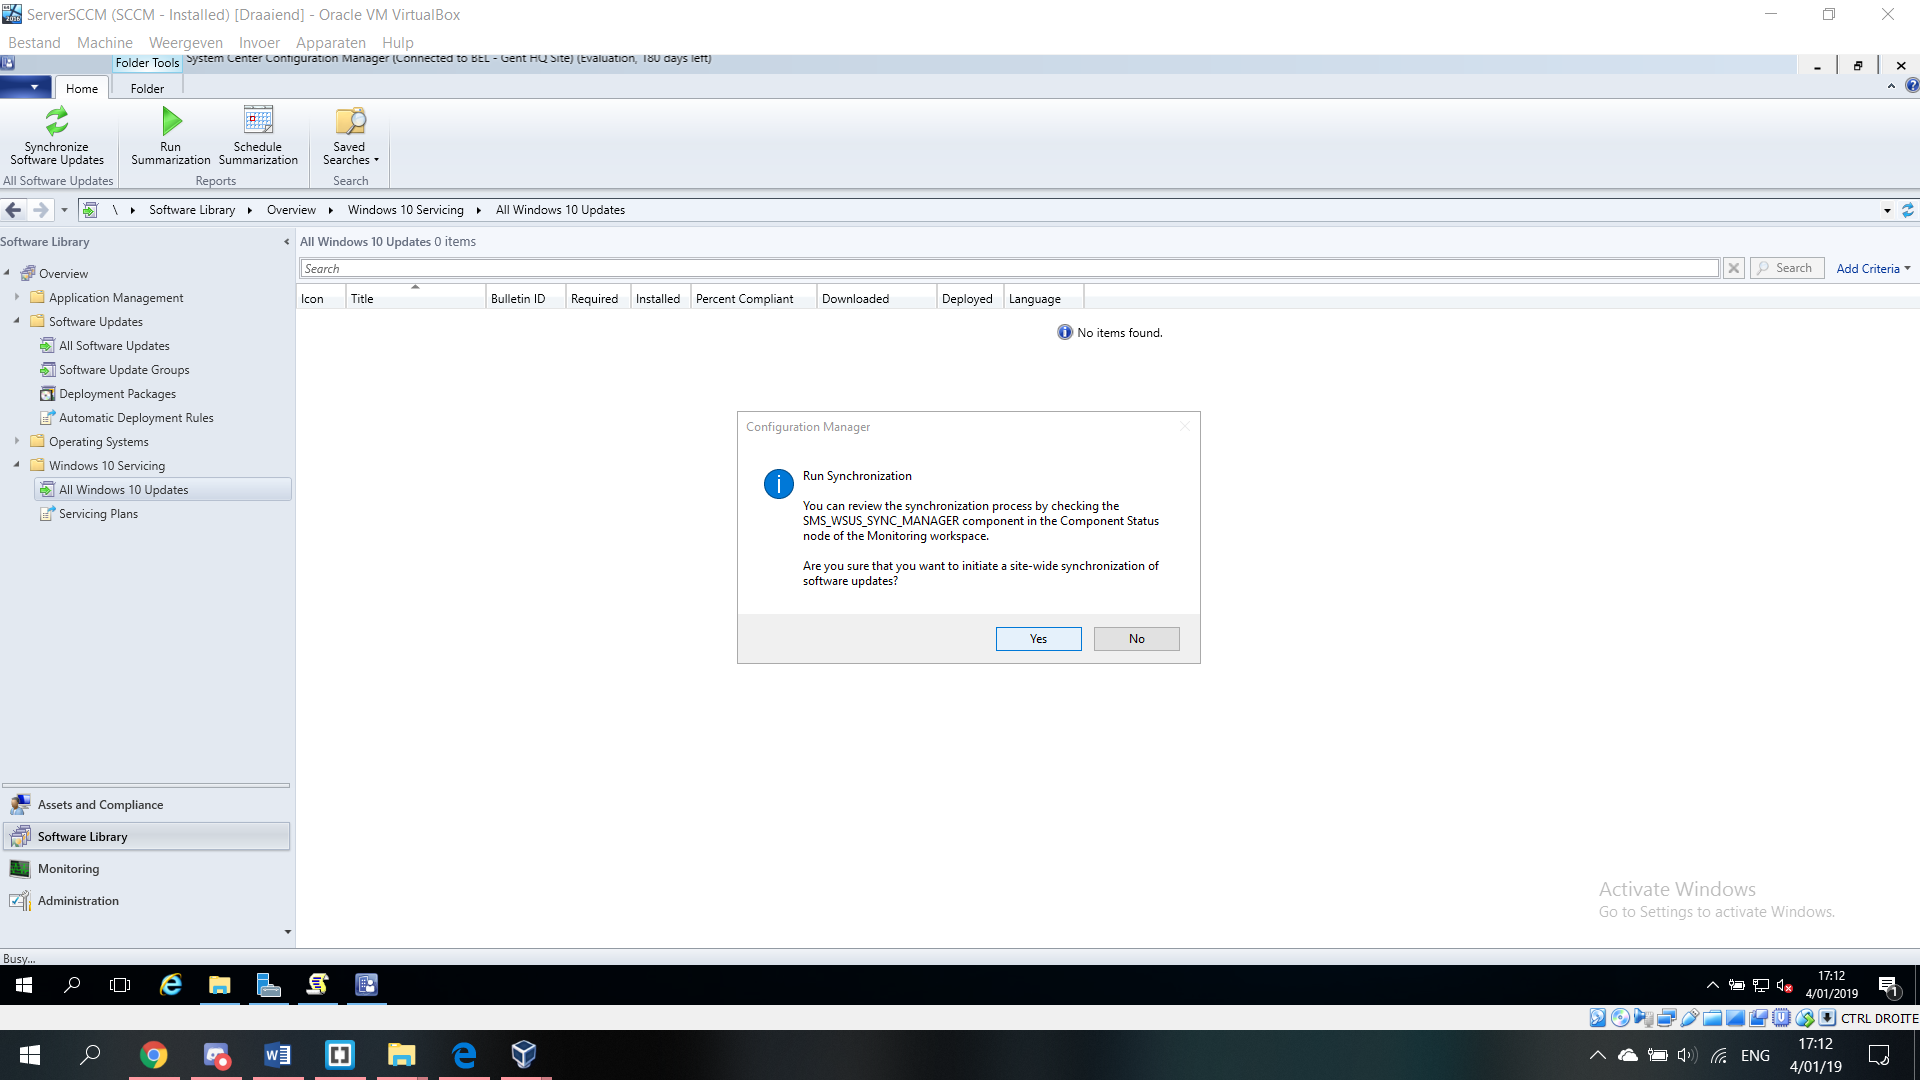 ServerSCCM (SCCM - Installed) [Draaiend] - Oracle VM VirtualBox
Bestand Machine Weergeven Invoer Apparaten Hulp
Folder Tools System Center Configuration Manager (Connected to BEL - Gent HQ Site) (Evaluation, 180 days left)
Home Folder
Synchronize Software Updates
Run Summarization
Schedule Summarization
Saved Searches
All Software Updates Reports Search
\ Software Library Overview Windows 10 Servicing All Windows 10 Updates
Software Library
Overview
Application Management
Software Updates
All Software Updates
Software Update Groups
Deployment Packages
Automatic Deployment Rules
Operating Systems
Windows 10 Servicing
All Windows 10 Updates
Servicing Plans
Assets and Compliance
Software Library
Monitoring
Administration
All Windows 10 Updates 0 items
Search Search Add Criteria
Icon Title Bulletin ID Required Installed Percent Compliant Downloaded Deployed Language
No items found.
Configuration Manager
Run Synchronization
You can review the synchronization process by checking the
SMS_WSUS_SYNC_MANAGER component in the Component Status
node of the Monitoring workspace.
Are you sure that you want to initiate a site-wide synchronization of
software updates?
Yes No
Activate Windows
Go to Settings to activate Windows.
Busy...
17:12
4/01/2019
1
CTRL DROITE
ENG
17:12
4/01/19